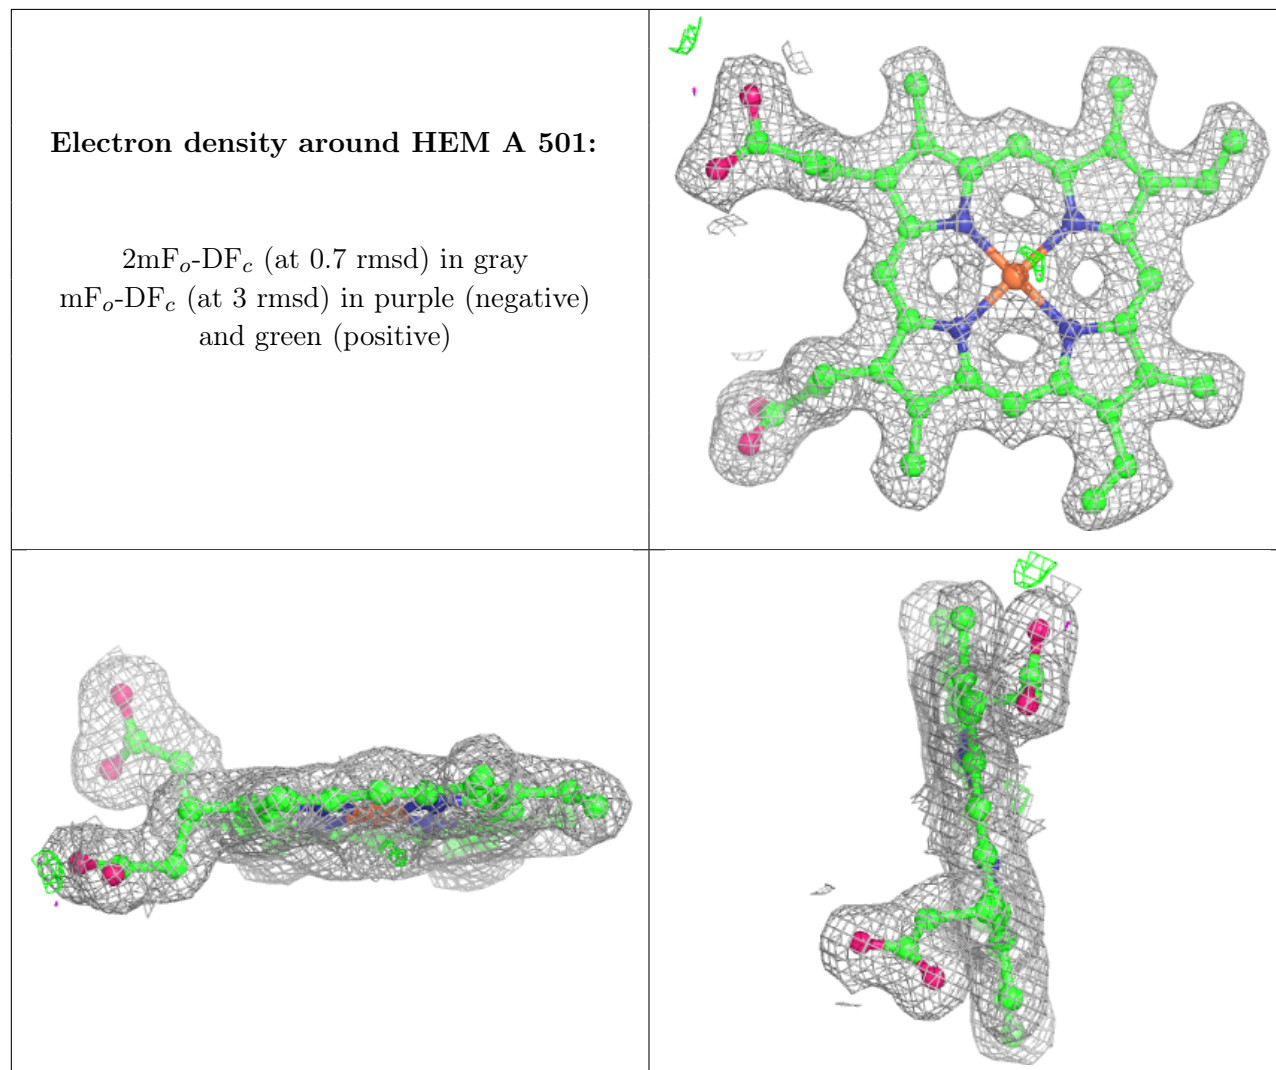 Electron density around HEM A 501:
2mFo-DFc (at 0.7 rmsd) in gray
mFo-DFc (at 3 rmsd) in purple (negative)
and green (positive)